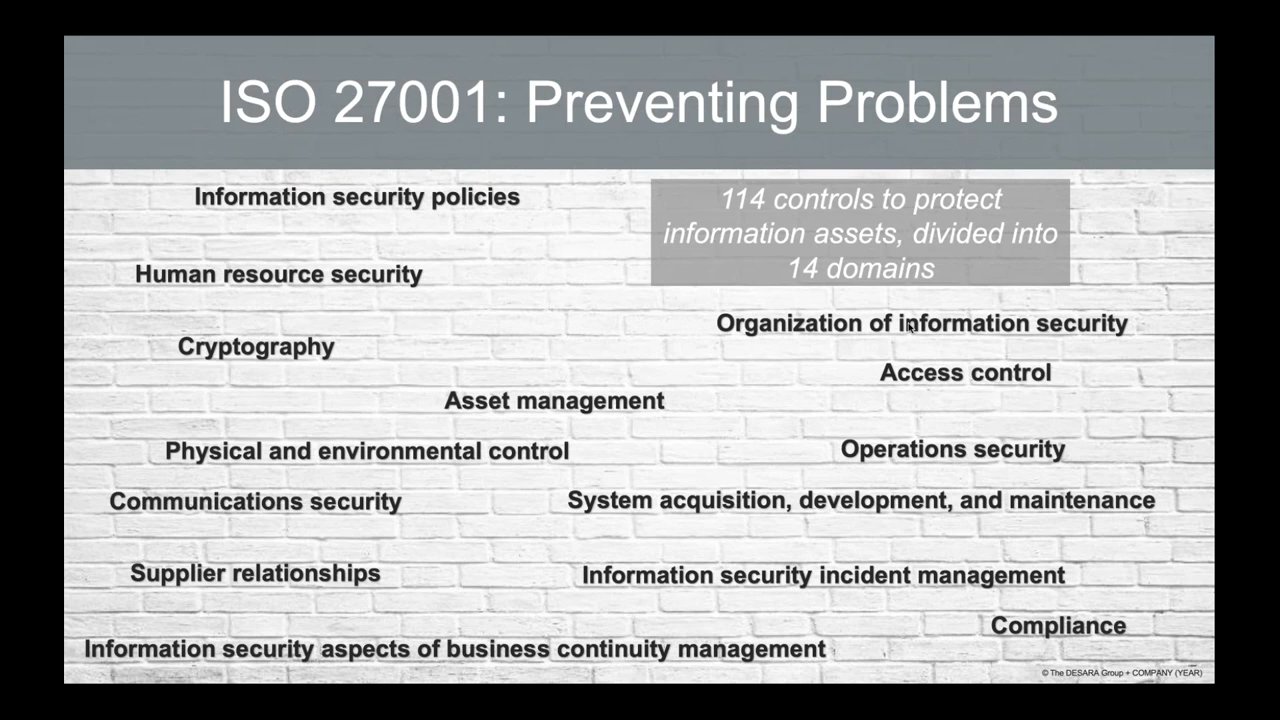 ISO 27001: Preventing Problems
Information security policies
114 controls to protect
information assets, divided into
14 domains
Human resource security
Organization of information security
Cryptography
Access control
Asset management
Physical and environmental control
Operations security
Communications security
System acquisition, development, and maintenance
Supplier relationships
Information security incident management
Compliance
Information security aspects of business continuity management
© The DESARA Group + COMPANY (YEAR)